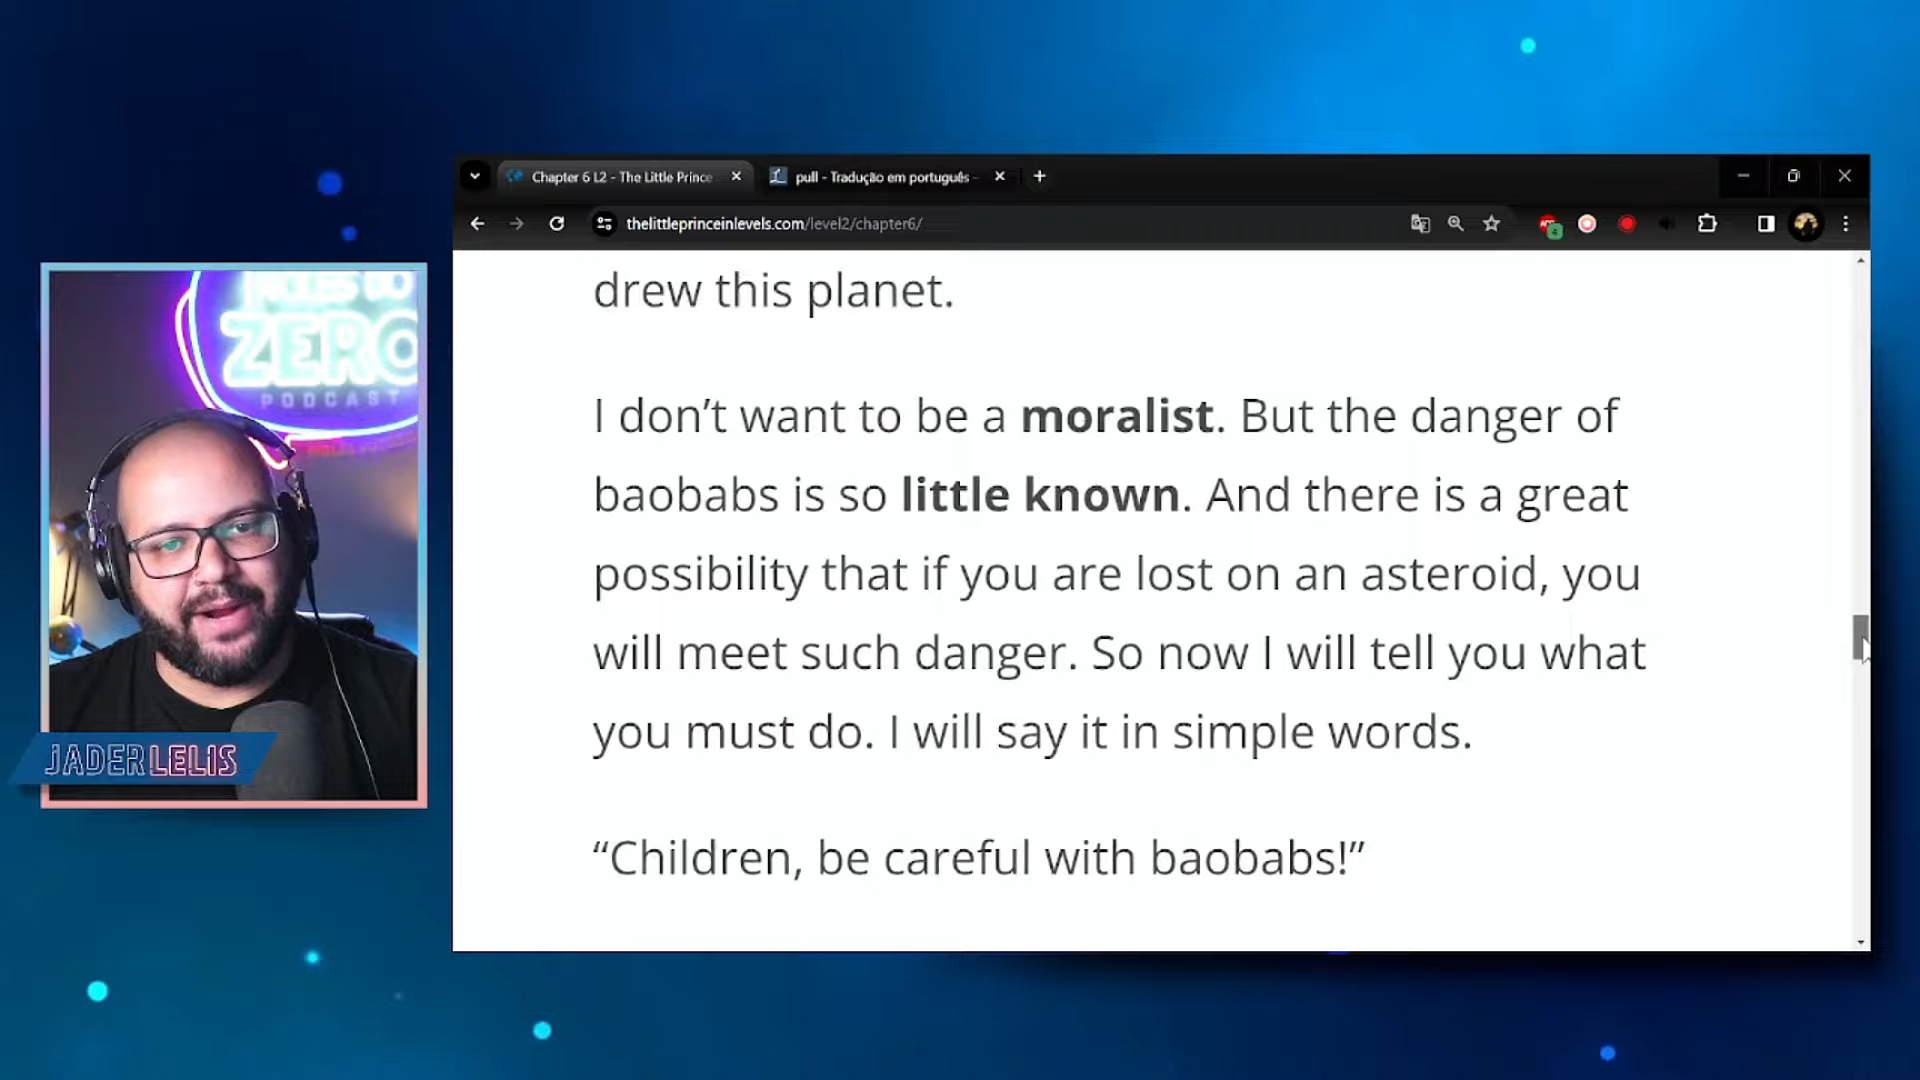 Chapter 6 L2 - The Little Prince
pull - Tradução em português -
thelittleprinceinlevels.com/level2/chapter6/
drew this planet.
I don’t want to be a moralist. But the danger of
baobabs is so little known. And there is a great
possibility that if you are lost on an asteroid, you
will meet such danger. So now I will tell you what
you must do. I will say it in simple words.
“Children, be careful with baobabs!”
ZERO
PODCAST
JADERLELIS